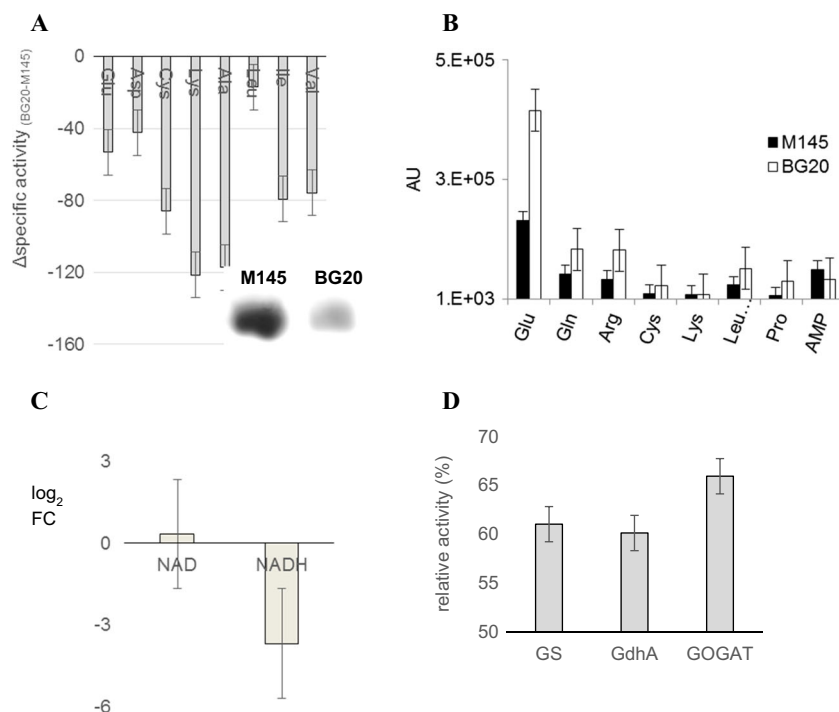 A
Δspecific activity (BG20-M145)
0
-40
-80
-120
-160
Glu
Asp
Cys
Lys
Ala
Leu
Ile
Val
M145 BG20
B
AU
5.E+05
3.E+05
1.E+03
M145
BG20
Glu
Gln
Arg
Cys
Lys
Leu...
Pro
AMP
C
log2
FC
3
0
-3
-6
NAD NADH
D
relative activity (%)
70
65
60
55
50
GS GdhA GOGAT